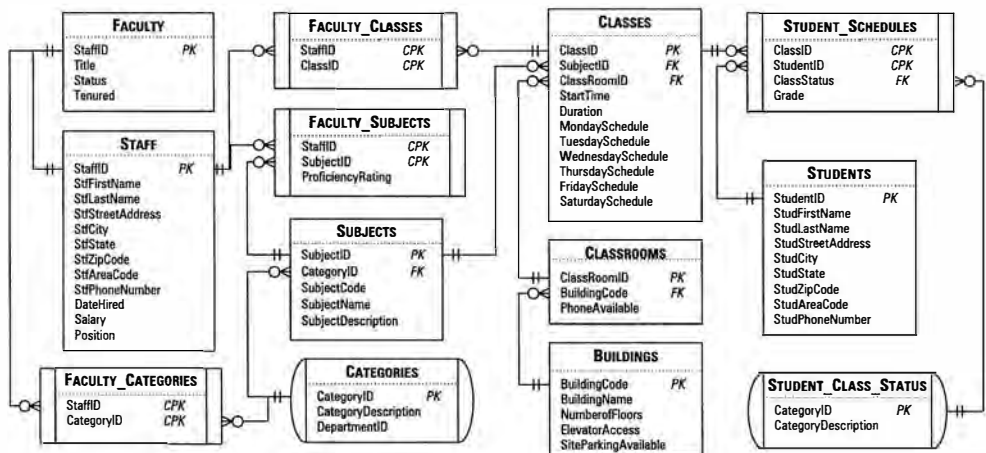 FACULTY
StaffID PK
Title
Status
Tenured
STAFF
StaffID PK
StfFirstName
StfLastName
StfStreetAddress
StfCity
StfState
StfZipCode
StfAreaCode
StfPhoneNumber
DateHired
Salary
Position
FACULTY_CATEGORIES
StaffID CPK
CategoryID CPK
FACULTY_CLASSES
StaffID CPK
ClassID CPK
FACULTY_SUBJECTS
StaffID CPK
SubjectID CPK
ProficiencyRating
SUBJECTS
SubjectID PK
CategoryID FK
SubjectCode
SubjectName
SubjectDescription
CATEGORIES
CategoryID PK
CategoryDescription
DepartmentID
CLASSES
ClassID PK
SubjectID FK
ClassRoomID FK
StartTime
Duration
MondaySchedule
TuesdaySchedule
WednesdaySchedule
ThursdaySchedule
FridaySchedule
SaturdaySchedule
CLASSROOMS
ClassRoomID PK
BuildingCode FK
PhoneAvailable
BUILDINGS
BuildingCode PK
BuildingName
NumberofFloors
ElevatorAccess
SiteParkingAvailable
STUDENT_SCHEDULES
ClassID CPK
StudentID CPK
ClassStatus FK
Grade
STUDENTS
StudentID PK
StudFirstName
StudLastName
StudStreetAddress
StudCity
StudState
StudZipCode
StudAreaCode
StudPhoneNumber
STUDENT_CLASS_STATUS
CategoryID PK
CategoryDescription